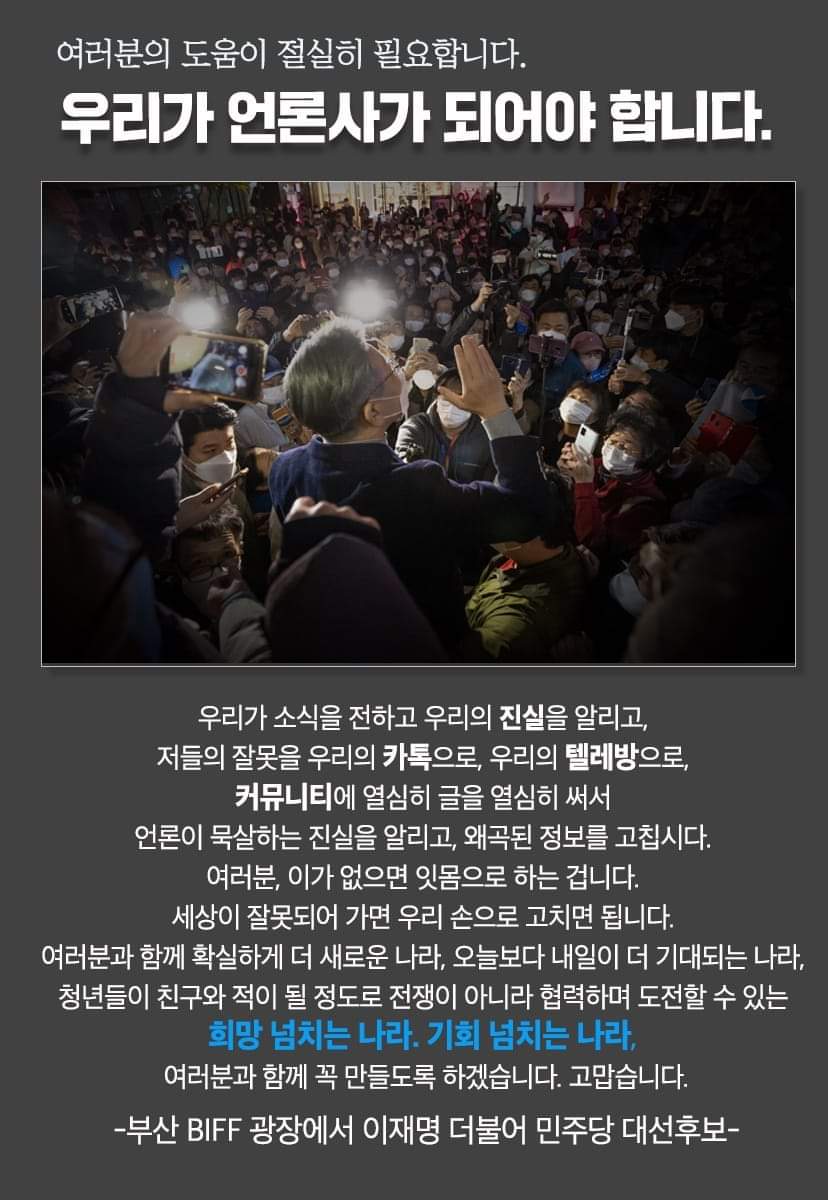 여러분의 도움이 절실히 필요합니다.
우리가 언론사가 되어야 합니다.
우리가 소식을 전하고 우리의 진실을 알리고,
저들의 잘못을 우리의 카톡으로, 우리의 텔레방으로,
커뮤니티에 열심히 글을 열심히 써서
언론이 묵살하는 진실을 알리고, 왜곡된 정보를 고칩시다.
여러분, 이가 없으면 잇몸으로 하는 겁니다.
세상이 잘못되어 가면 우리 손으로 고치면 됩니다.
여러분과 함께 확실하게 더 새로운 나라, 오늘보다 내일이 더 기대되는 나라,
청년들이 친구와 적이 될 정도로 전쟁이 아니라 협력하며 도전할 수 있는
희망 넘치는 나라. 기회 넘치는 나라,
여러분과 함께 꼭 만들도록 하겠습니다. 고맙습니다.
-부산 BIFF 광장에서 이재명 더불어 민주당 대선후보-